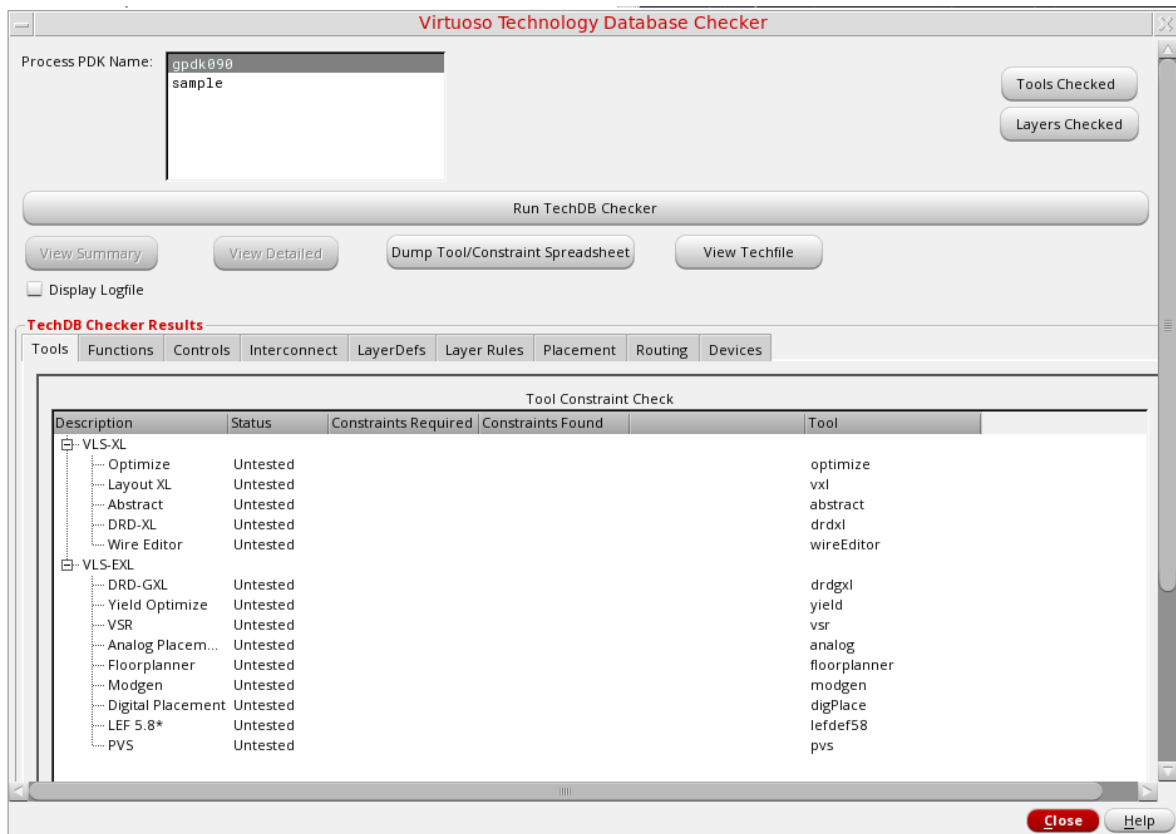 Virtuoso Technology Database Checker
Process PDK Name:
gpdk090
sample
Tools Checked
Layers Checked
Run TechDB Checker
View Summary View Detailed Dump Tool/Constraint Spreadsheet View Techfile
Display Logfile
TechDB Checker Results
Tools Functions Controls Interconnect LayerDefs Layer Rules Placement Routing Devices
Tool Constraint Check
Description Status Constraints Required Constraints Found Tool
VLS-XL
Optimize Untested optimize
Layout XL Untested vxl
Abstract Untested abstract
DRD-XL Untested drdxl
Wire Editor Untested wireEditor
VLS-EXL
DRD-GXL Untested drdgxl
Yield Optimize Untested yield
VSR Untested vsr
Analog Placem... Untested analog
Floorplanner Untested floorplanner
Modgen Untested modgen
Digital Placement Untested digPlace
LEF 5.8* Untested lefdef58
PVS Untested pvs
Close Help